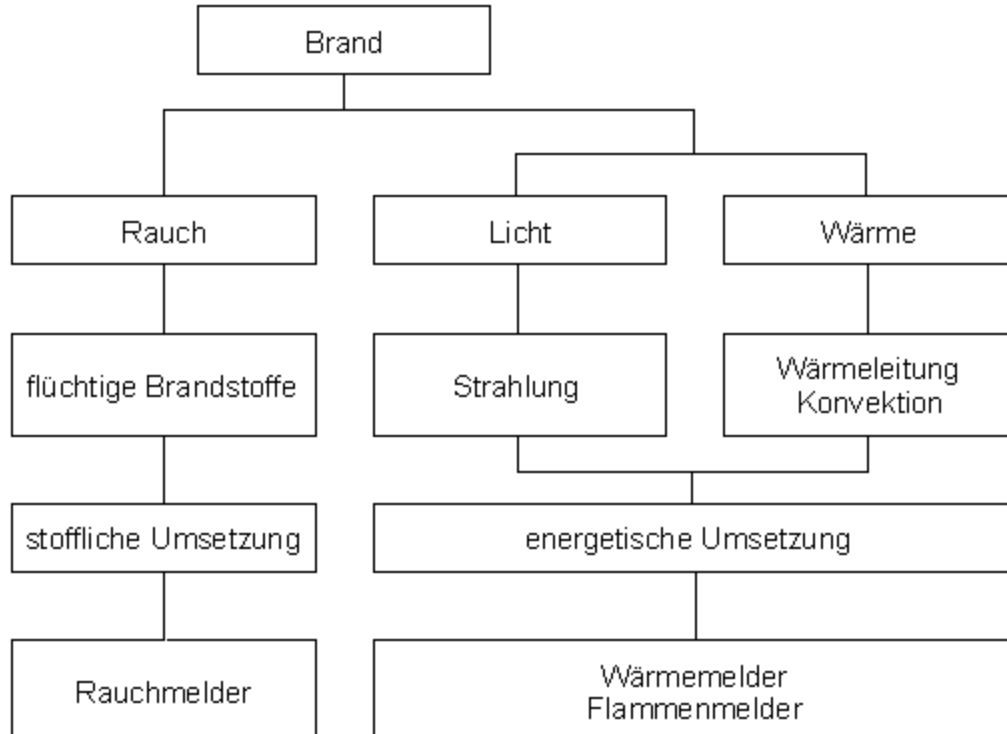 Brand
Rauch
Licht
Wärme
flüchtige Brandstoffe
Strahlung
Wärmeleitung
Konvektion
stoffliche Umsetzung
energetische Umsetzung
Rauchmelder
Wärmemelder
Flammenmelder